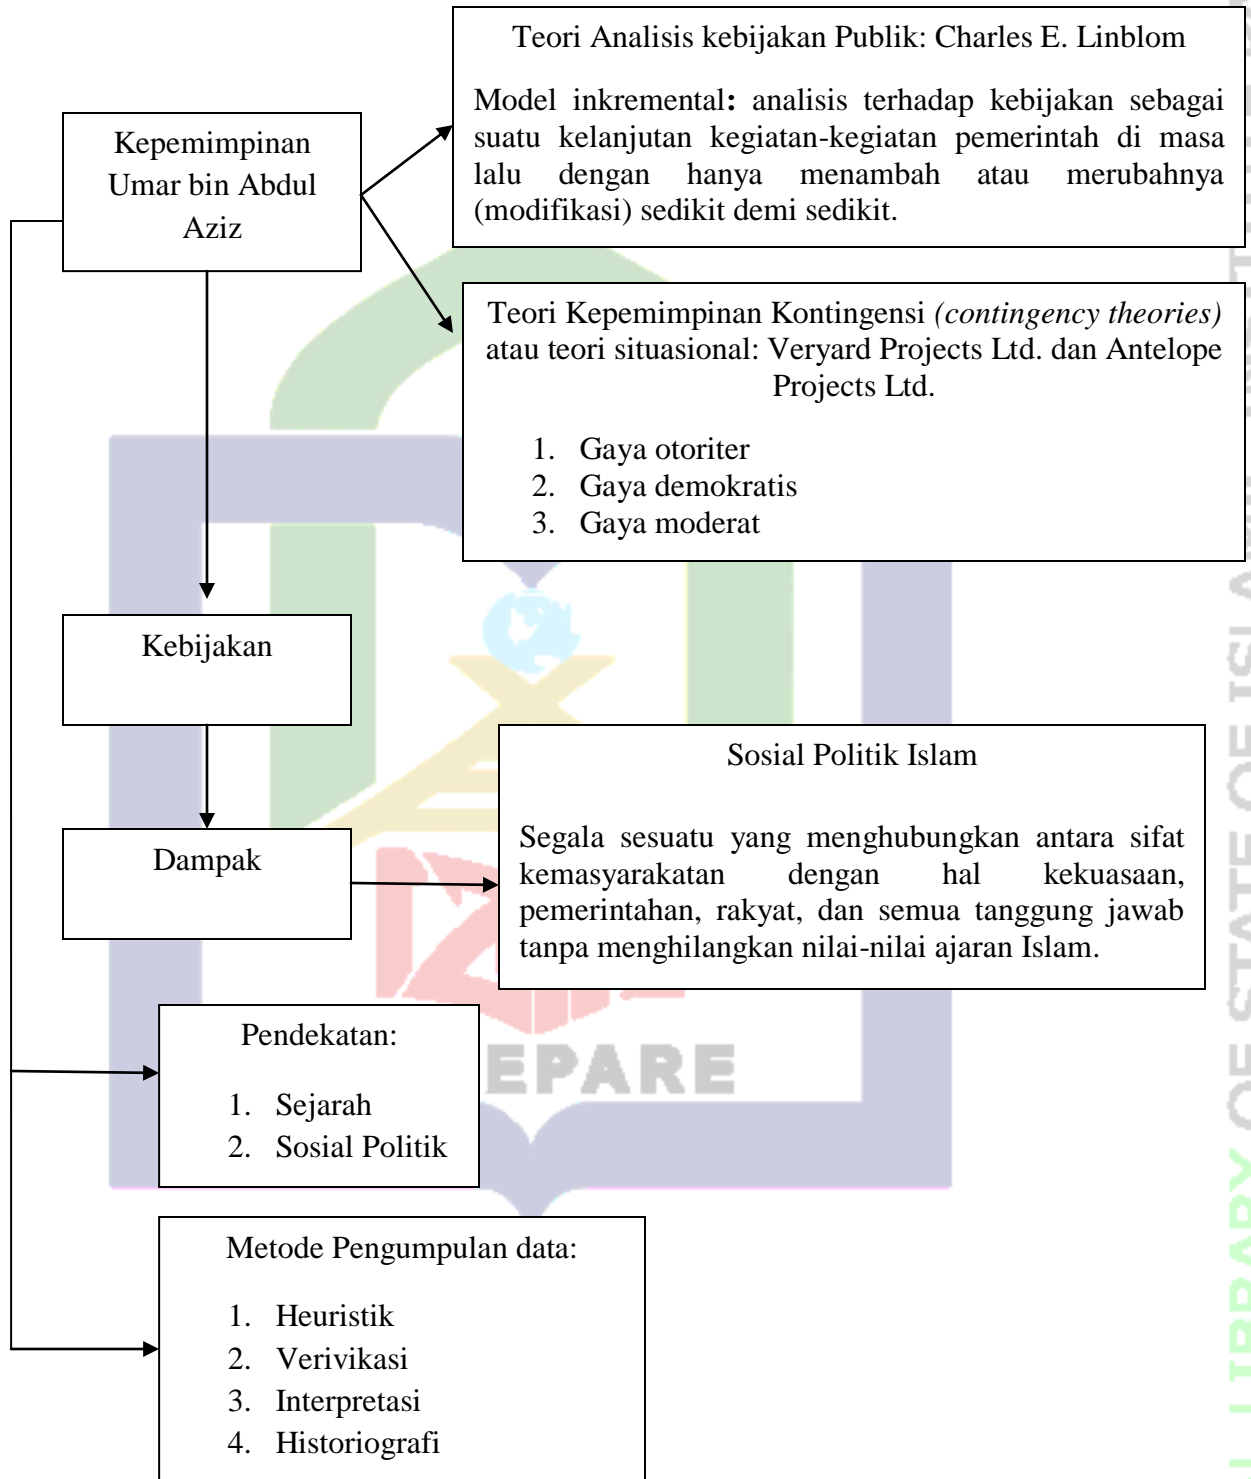 Teori Analisis kebijakan Publik: Charles E. Linblom
Model inkremental: analisis terhadap kebijakan sebagai
suatu kelanjutan kegiatan-kegiatan pemerintah di masa
lalu dengan hanya menambah atau merubahnya
(modifikasi) sedikit demi sedikit.
Kepemimpinan
Umar bin Abdul
Aziz
Teori Kepemimpinan Kontingensi (contingency theories)
atau teori situasional: Veryard Projects Ltd. dan Antelope
Projects Ltd.
1. Gaya otoriter
2. Gaya demokratis
3. Gaya moderat
Kebijakan
Sosial Politik Islam
Segala sesuatu yang menghubungkan antara sifat
kemasyarakatan dengan hal kekuasaan,
pemerintahan, rakyat, dan semua tanggung jawab
tanpa menghilangkan nilai-nilai ajaran Islam.
Dampak
Pendekatan:
1. Sejarah
2. Sosial Politik
EPARE
Metode Pengumpulan data:
1. Heuristik
2. Verivikasi
3. Interpretasi
4. Historiografi
LIBRARY OF STATE OF ISLA